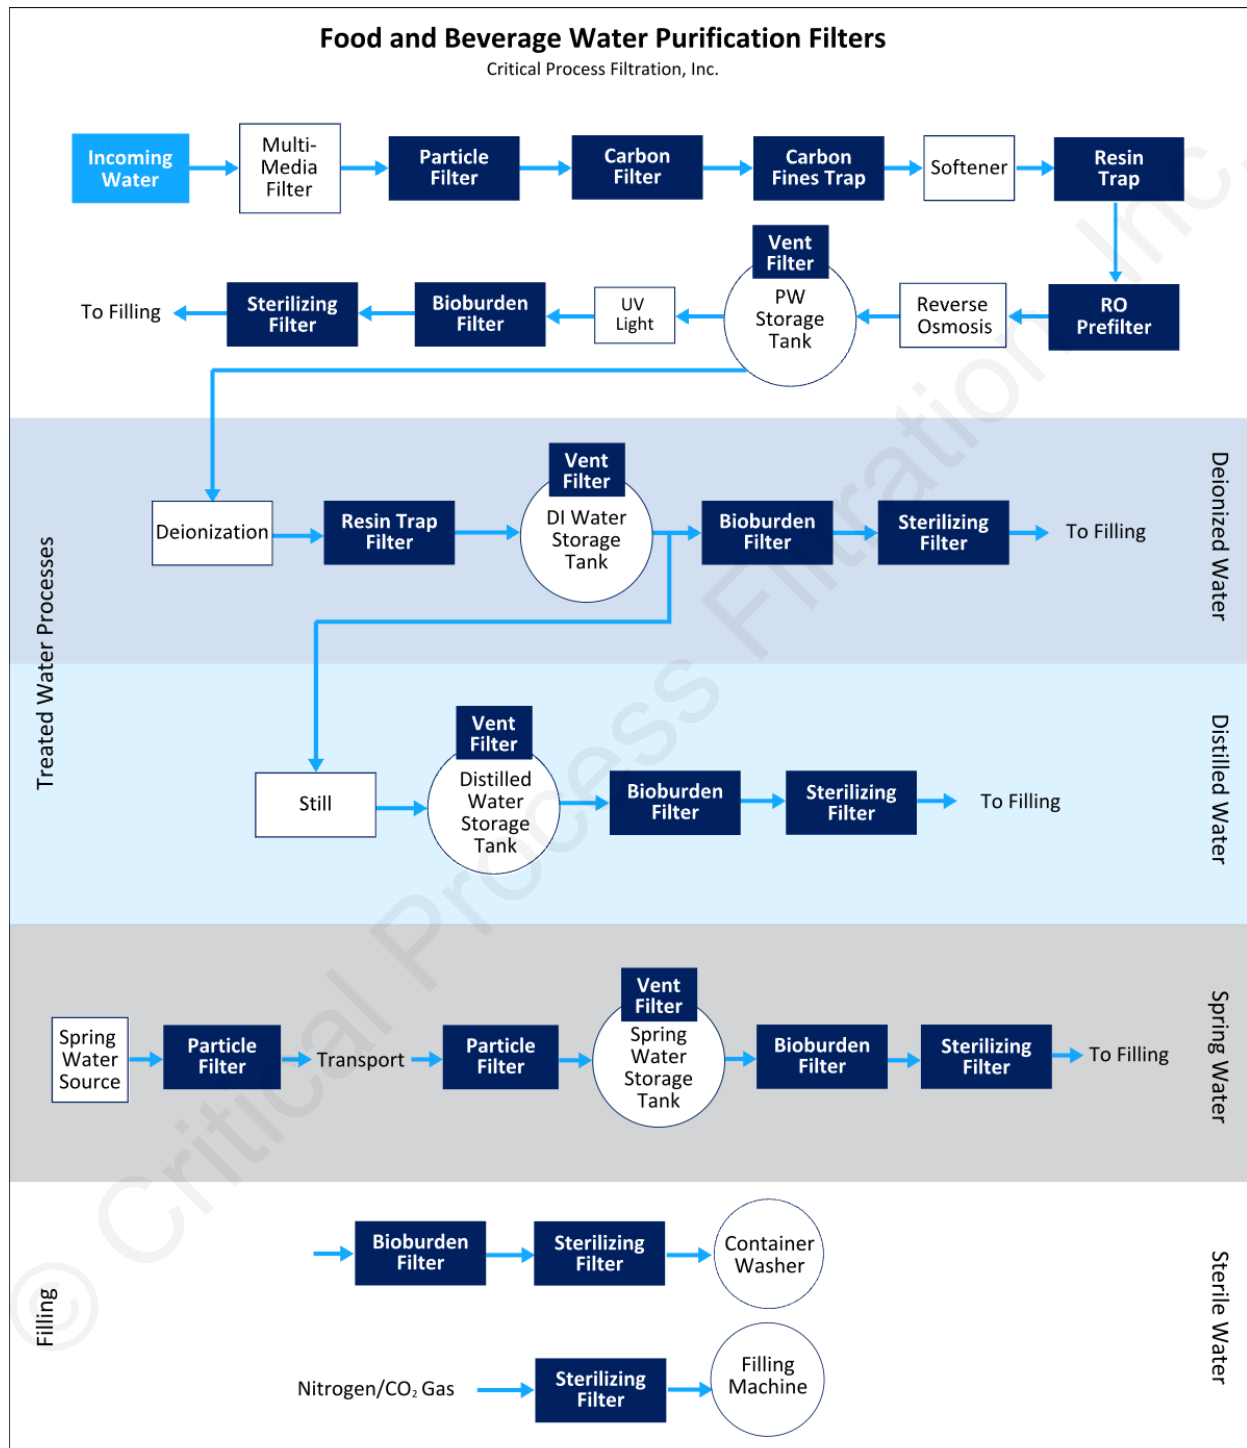 Food and Beverage Water Purification Filters
Critical Process Filtration, Inc.
Incoming
Water
Multi-
Media
Filter
Particle
Filter
Carbon
Filter
Carbon
Fines Trap
Softener
Resin
Trap
To Filling
Sterilizing
Filter
Bioburden
Filter
UV
Light
Vent
Filter
PW
Storage
Tank
Reverse
Osmosis
RO
Prefilter
Treated Water Processes
Deionized Water
Deionization
Resin Trap
Filter
Vent
Filter
DI Water
Storage
Tank
Bioburden
Filter
Sterilizing
Filter
To Filling
Distilled Water
Still
Vent
Filter
Distilled
Water
Storage
Tank
Bioburden
Filter
Sterilizing
Filter
To Filling
Spring Water
Spring
Water
Source
Particle
Filter
Transport
Particle
Filter
Vent
Filter
Spring
Water
Storage
Tank
Bioburden
Filter
Sterilizing
Filter
To Filling
Filling
Sterile Water
Bioburden
Filter
Sterilizing
Filter
Container
Washer
Nitrogen/CO₂ Gas
Sterilizing
Filter
Filling
Machine
© Critical Process Filtration, Inc.